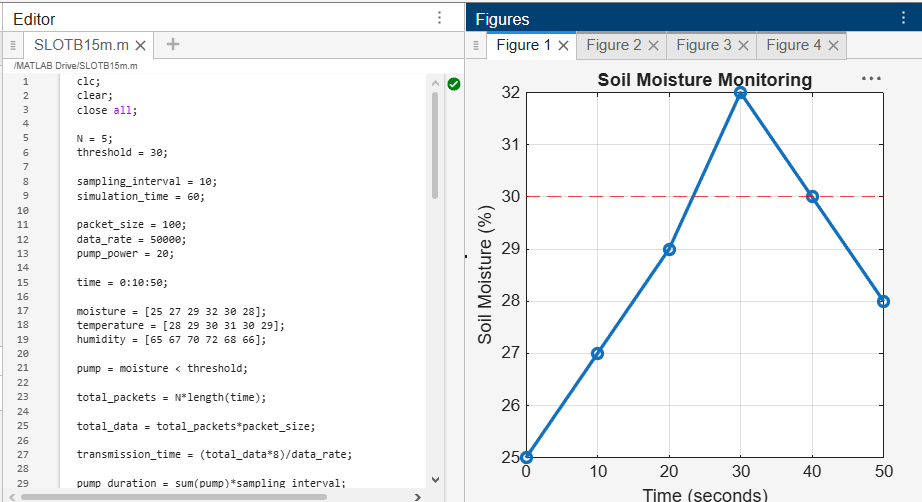 Editor
SLOTB15m.m
/MATLAB Drive/SLOTB15m.m
1 clc;
2 clear;
3 close all;
4
5 N = 5;
6 threshold = 30;
7
8 sampling_interval = 10;
9 simulation_time = 60;
10
11 packet_size = 100;
12 data_rate = 50000;
13 pump_power = 20;
14
15 time = 0:10:50;
16
17 moisture = [25 27 29 32 30 28];
18 temperature = [28 29 30 31 30 29];
19 humidity = [65 67 70 72 68 66];
20
21 pump = moisture < threshold;
22
23 total_packets = N*length(time);
24
25 total_data = total_packets*packet_size;
26
27 transmission_time = (total_data*8)/data_rate;
28
29 pump_duration = sum(pump)*sampling_interval;
Figures
Figure 1 Figure 2 Figure 3 Figure 4
Soil Moisture Monitoring
Soil Moisture (%)
32
31
30
29
28
27
26
25
0 10 20 30 40 50
Time (seconds)